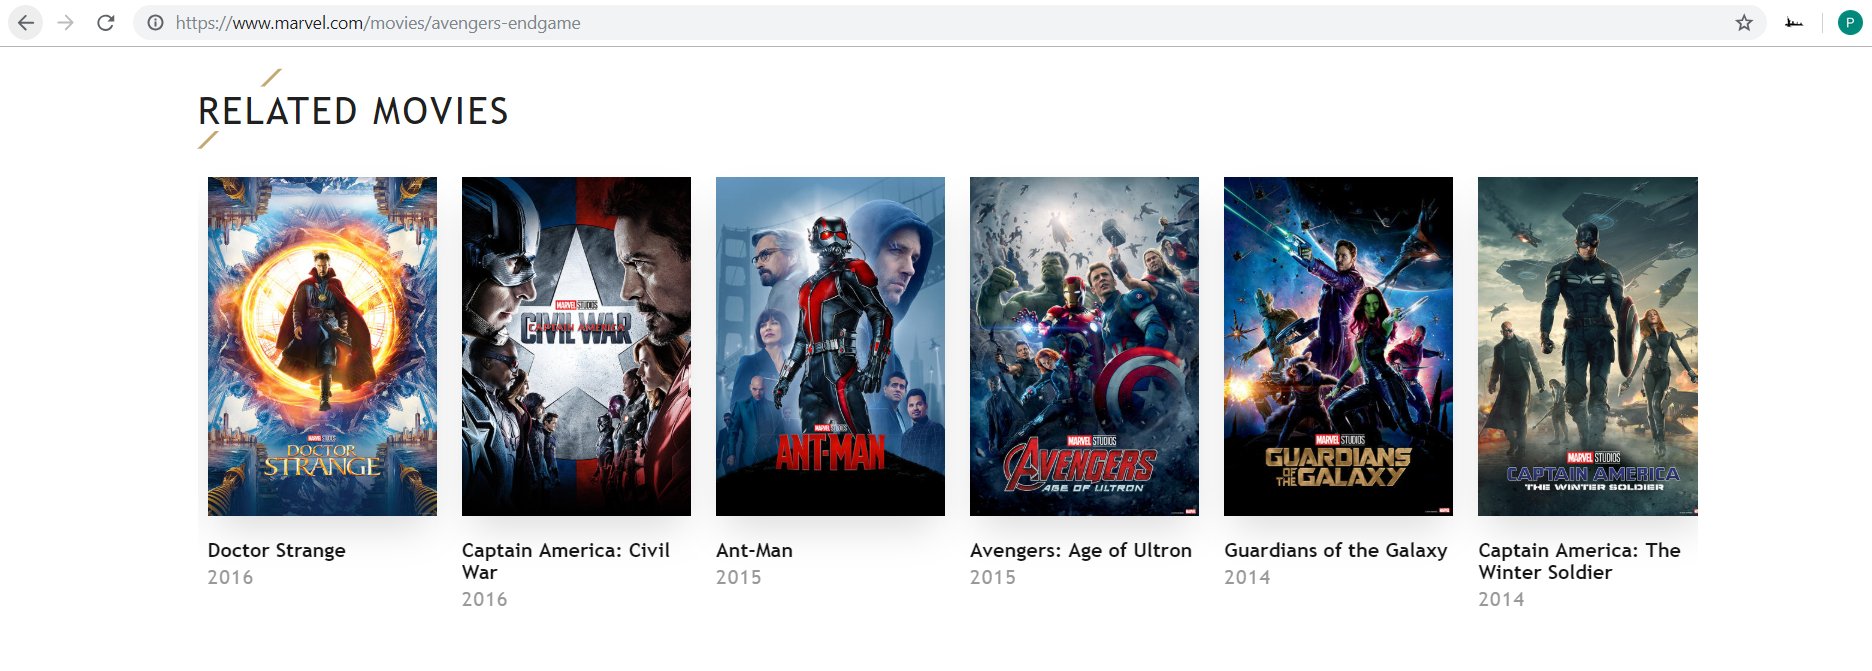 https://www.marvel.com/movies/avengers-endgame
P
RELATED MOVIES
MARVEL STUDIOS
DOCTOR
STRANGE
MARVEL STUDIOS
CAPTAIN AMERICA
CIVIL WAR
MARVEL STUDIOS
ANT-MAN
MARVEL STUDIOS
AVENGERS
AGE OF ULTRON
MARVEL
MARVEL STUDIOS
GUARDIANS
OF THE GALAXY
MARVEL
MARVEL STUDIOS
CAPTAIN AMERICA
THE WINTER SOLDIER
Doctor Strange
2016
Captain America: Civil
War
2016
Ant-Man
2015
Avengers: Age of Ultron
2015
Guardians of the Galaxy
2014
Captain America: The
Winter Soldier
2014